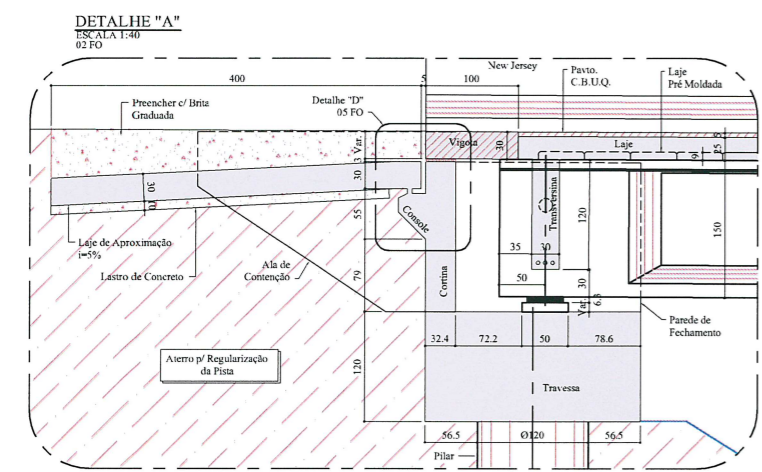 DETALHE "A"
ESCALA 1:40
02 FO
400
5
100
New Jersey
Pavto.
C.B.U.Q.
Laje
Pré Moldada
Preencher c/ Brita
Graduada
Detalhe "D"
05 FO
Var.
Vigota
30
Laje
5
25
9
3
30
30
10
55
Console
Transversina
120
150
35
30
50
30
Laje de Aproximação
i=5%
Lastro de Concreto
Ala de
Contenção
79
Cortina
Var.
6.3
Parede de
Fechamento
32.4
72.2
50
78.6
Aterro p/ Regularização
da Pista
120
Travessa
56.5
Ø120
56.5
Pilar